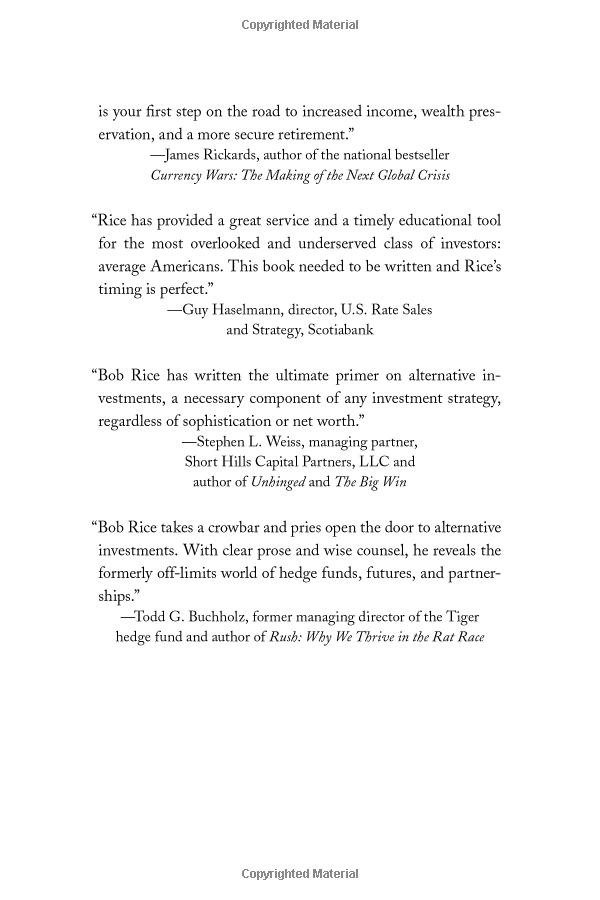 Copyrighted Material
is your first step on the road to increased income, wealth pres-
ervation, and a more secure retirement.”
—James Rickards, author of the national bestseller
Currency Wars: The Making of the Next Global Crisis
“Rice has provided a great service and a timely educational tool
for the most overlooked and underserved class of investors:
average Americans. This book needed to be written and Rice’s
timing is perfect.”
—Guy Haselmann, director, U.S. Rate Sales
and Strategy, Scotiabank
“Bob Rice has written the ultimate primer on alternative in-
vestments, a necessary component of any investment strategy,
regardless of sophistication or net worth.”
—Stephen L. Weiss, managing partner,
Short Hills Capital Partners, LLC and
author of Unhinged and The Big Win
“Bob Rice takes a crowbar and pries open the door to alternative
investments. With clear prose and wise counsel, he reveals the
formerly off-limits world of hedge funds, futures, and partner-
ships.”
—Todd G. Buchholz, former managing director of the Tiger
hedge fund and author of Rush: Why We Thrive in the Rat Race
Copyrighted Material